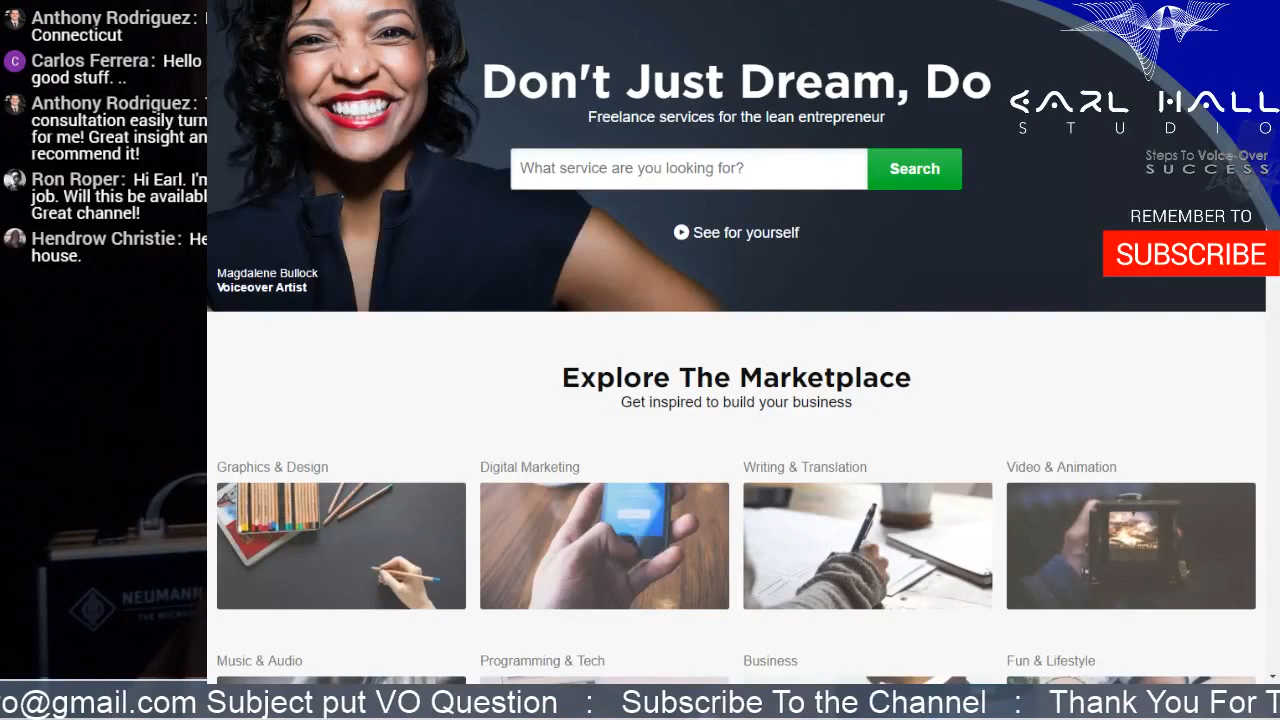 Anthony Rodriguez:
Connecticut
Carlos Ferrera: Hello
good stuff. ..
Anthony Rodriguez:
consultation easily turn
for me! Great insight an
recommend it!
Ron Roper: Hi Earl. I'm
job. Will this be availabl
Great channel!
Hendrow Christie: He
house.
Don't Just Dream, Do
Freelance services for the lean entrepreneur
What service are you looking for?
Search
See for yourself
Magdalene Bullock
Voiceover Artist
EARL HALL
STUDIO
Steps To Voice-Over
SUCCESS
REMEMBER TO
SUBSCRIBE
Explore The Marketplace
Get inspired to build your business
Graphics & Design
Digital Marketing
Writing & Translation
Video & Animation
Music & Audio
Programming & Tech
Business
Fun & Lifestyle
NEUMANN
vo@gmail.com Subject put VO Question : Subscribe To the Channel : Thank You For T